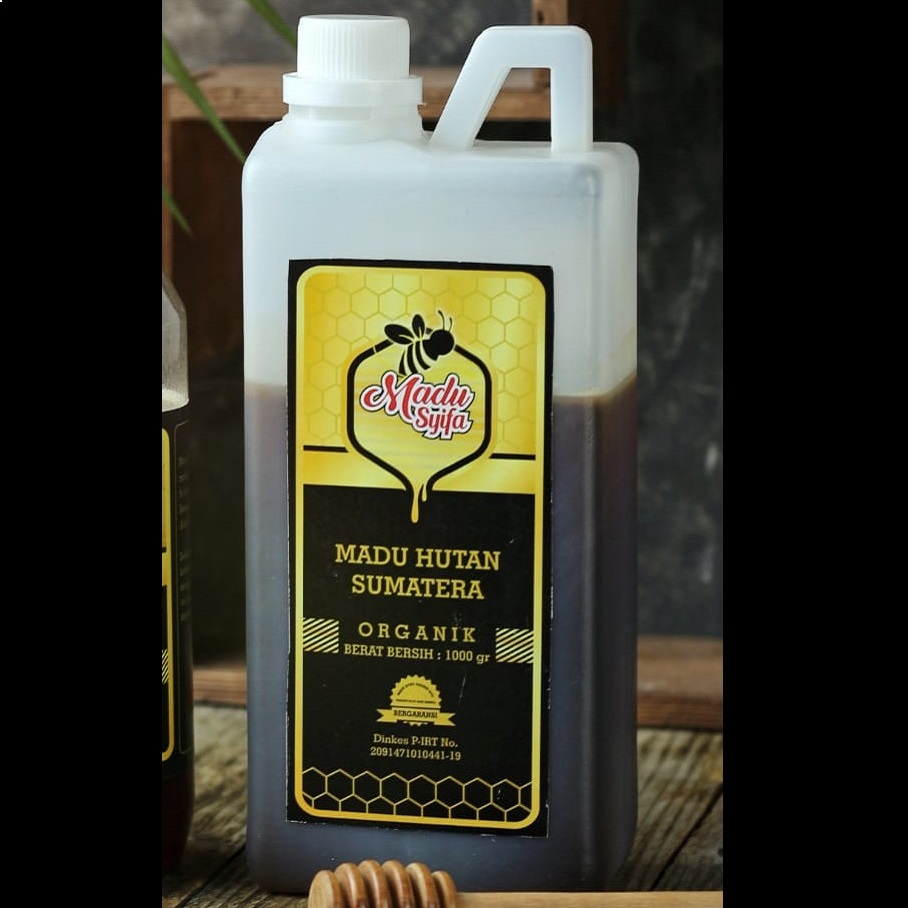 Madu
Syifa
MADU HUTAN
SUMATERA
ORGANIK
BERAT BERSIH : 1000 gr
BERGARANSI
Dinkes P-IRT No.
2091471010441-19